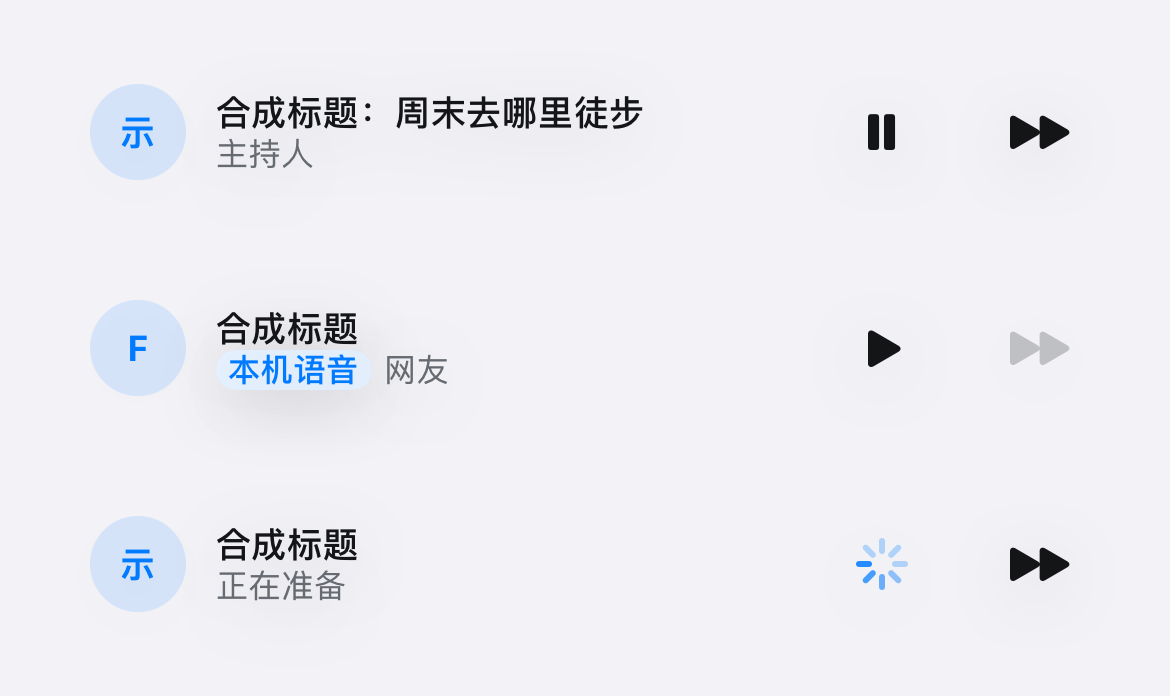 示
合成标题：周末去哪里徒步
主持人
F
合成标题
本机语音 网友
示
合成标题
正在准备